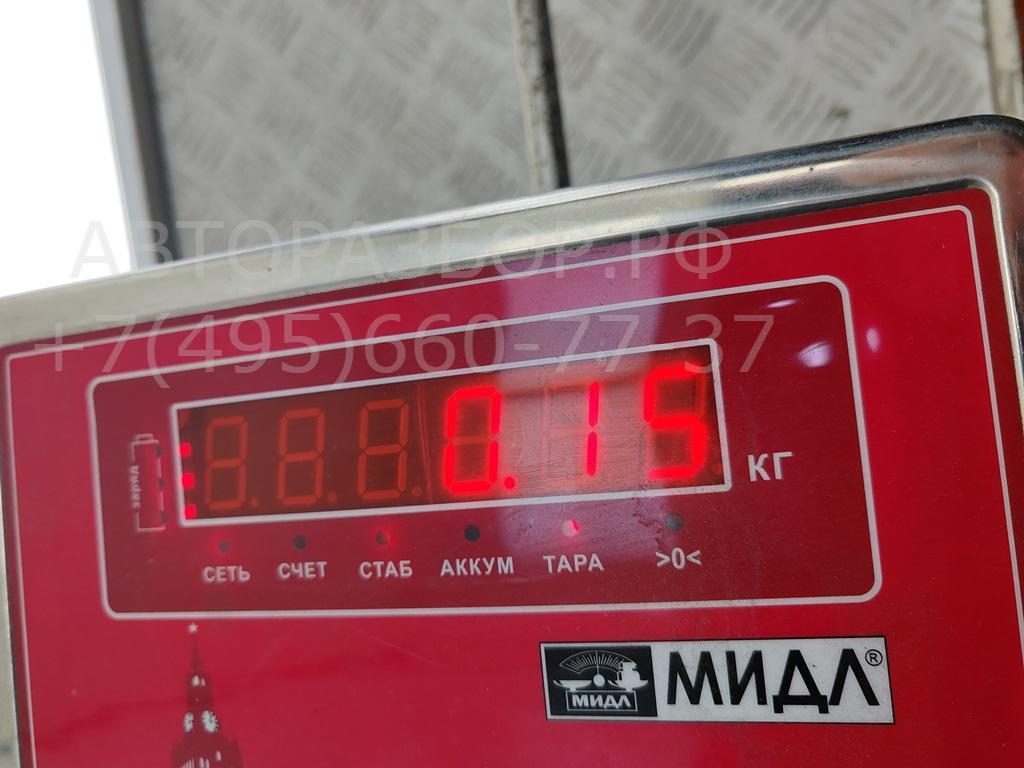 АВТОРАЗБОР.РФ
+7(495)660-77-37
0.15
КГ
заряд
СЕТЬ СЧЕТ СТАБ АККУМ ТАРА >0<
МИДЛ МИДЛ®